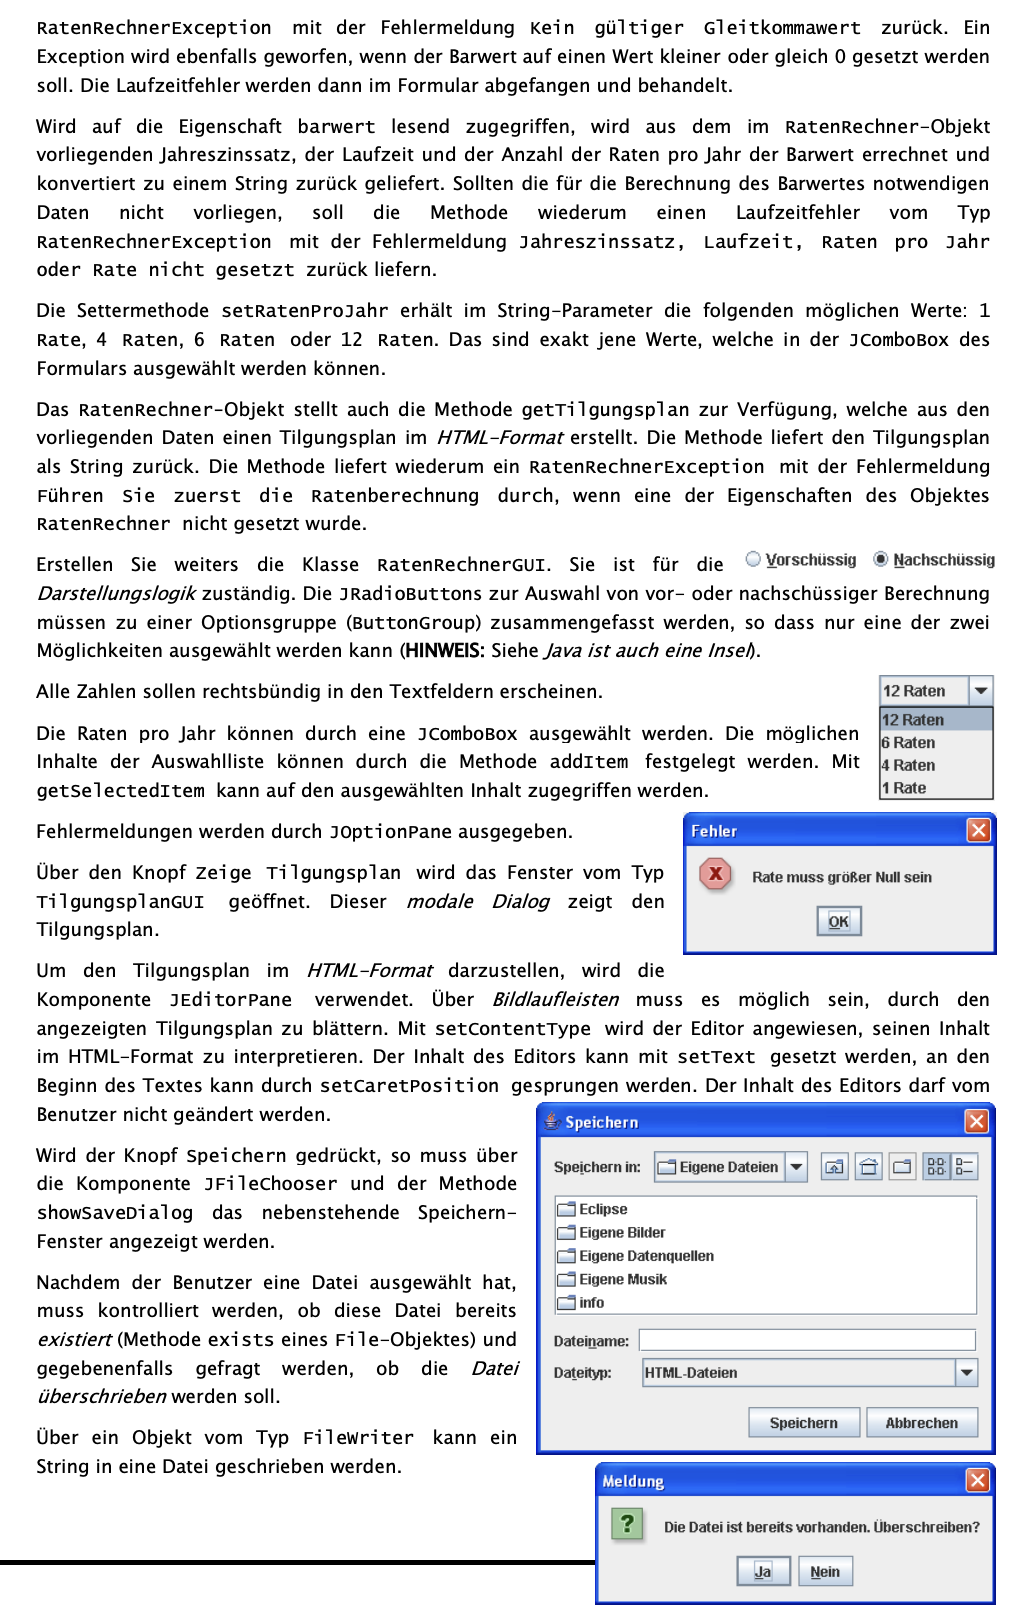 RatenRechnerException mit der Fehlermeldung Kein gültiger Gleitkommawert zurück. Ein
Exception wird ebenfalls geworfen, wenn der Barwert auf einen Wert kleiner oder gleich 0 gesetzt werden
soll. Die Laufzeitfehler werden dann im Formular abgefangen und behandelt.
Wird auf die Eigenschaft barwert lesend zugegriffen, wird aus dem im RatenRechner-Objekt
vorliegenden Jahreszinssatz, der Laufzeit und der Anzahl der Raten pro Jahr der Barwert errechnet und
konvertiert zu einem String zurück geliefert. Sollten die für die Berechnung des Barwertes notwendigen
Daten nicht vorliegen, soll die Methode wiederum einen Laufzeitfehler vom Typ
RatenRechnerException mit der Fehlermeldung Jahreszinssatz, Laufzeit, Raten pro Jahr
oder Rate nicht gesetzt zurück liefern.
Die Settermethode setRatenProJahr erhält im String-Parameter die folgenden möglichen Werte: 1
Rate, 4 Raten, 6 Raten oder 12 Raten. Das sind exakt jene Werte, welche in der JComboBox des
Formulars ausgewählt werden können.
Das RatenRechner-Objekt stellt auch die Methode getTilgungsplan zur Verfügung, welche aus den
vorliegenden Daten einen Tilgungsplan im HTML-Format erstellt. Die Methode liefert den Tilgungsplan
als String zurück. Die Methode liefert wiederum ein RatenRechnerException mit der Fehlermeldung
Führen Sie zuerst die Ratenberechnung durch, wenn eine der Eigenschaften des Objektes
RatenRechner nicht gesetzt wurde.
Erstellen Sie weiters die Klasse RatenRechnerGUI. Sie ist für die
Vorschüssig Nachschüssig
Darstellungslogik zuständig. Die JRadioButtons zur Auswahl von vor- oder nachschüssiger Berechnung
müssen zu einer Optionsgruppe (ButtonGroup) zusammengefasst werden, so dass nur eine der zwei
Möglichkeiten ausgewählt werden kann (HINWEIS: Siehe Java ist auch eine Insel).
Alle Zahlen sollen rechtsbündig in den Textfeldern erscheinen.
12 Raten
12 Raten
6 Raten
4 Raten
1 Rate
Die Raten pro Jahr können durch eine JComboBox ausgewählt werden. Die möglichen
Inhalte der Auswahlliste können durch die Methode addItem festgelegt werden. Mit
getSelectedItem kann auf den ausgewählten Inhalt zugegriffen werden.
Fehlermeldungen werden durch JOptionPane ausgegeben.
Fehler
Rate muss größer Null sein
OK
Über den Knopf Zeige Tilgungsplan wird das Fenster vom Typ
TilgungsplanGUI geöffnet. Dieser modale Dialog zeigt den
Tilgungsplan.
Um den Tilgungsplan im HTML-Format darzustellen, wird die
Komponente JEditorPane verwendet. Über Bildlaufleisten muss es möglich sein, durch den
angezeigten Tilgungsplan zu blättern. Mit setContentType wird der Editor angewiesen, seinen Inhalt
im HTML-Format zu interpretieren. Der Inhalt des Editors kann mit setText gesetzt werden, an den
Beginn des Textes kann durch setCaretPosition gesprungen werden. Der Inhalt des Editors darf vom
Benutzer nicht geändert werden.
Wird der Knopf Speichern gedrückt, so muss über
die Komponente JFileChooser und der Methode
showSaveDialog das nebenstehende Speichern-
Fenster angezeigt werden.
Nachdem der Benutzer eine Datei ausgewählt hat,
muss kontrolliert werden, ob diese Datei bereits
existiert (Methode exists eines File-Objektes) und
gegebenenfalls gefragt werden, ob die Datei
überschrieben werden soll.
Über ein Objekt vom Typ FileWriter kann ein
String in eine Datei geschrieben werden.
Speichern
Speichern in: Eigene Dateien
Eclipse
Eigene Bilder
Eigene Datenquellen
Eigene Musik
info
Dateiname:
Dateityp: HTML-Dateien
Speichern Abbrechen
Meldung
? Die Datei ist bereits vorhanden. Überschreiben?
Ja Nein